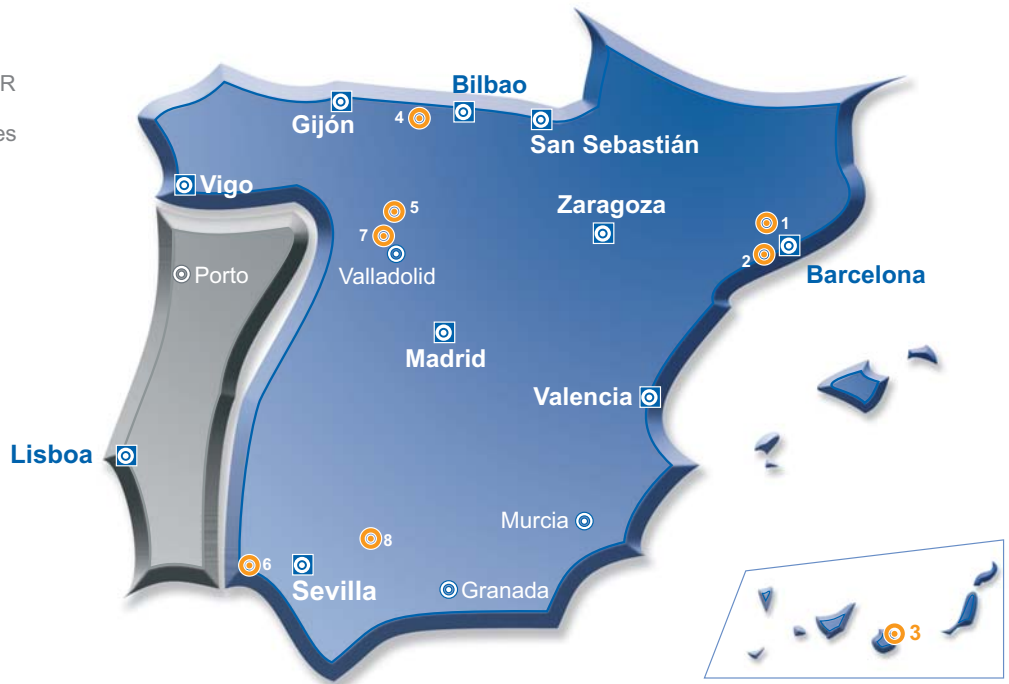 R
es
Bilbao
Gijón
4
San Sebastián
Vigo
5
Zaragoza
1
7
2
Porto
Valladolid
Barcelona
Madrid
Valencia
Lisboa
Murcia
8
6
Sevilla
Granada
3